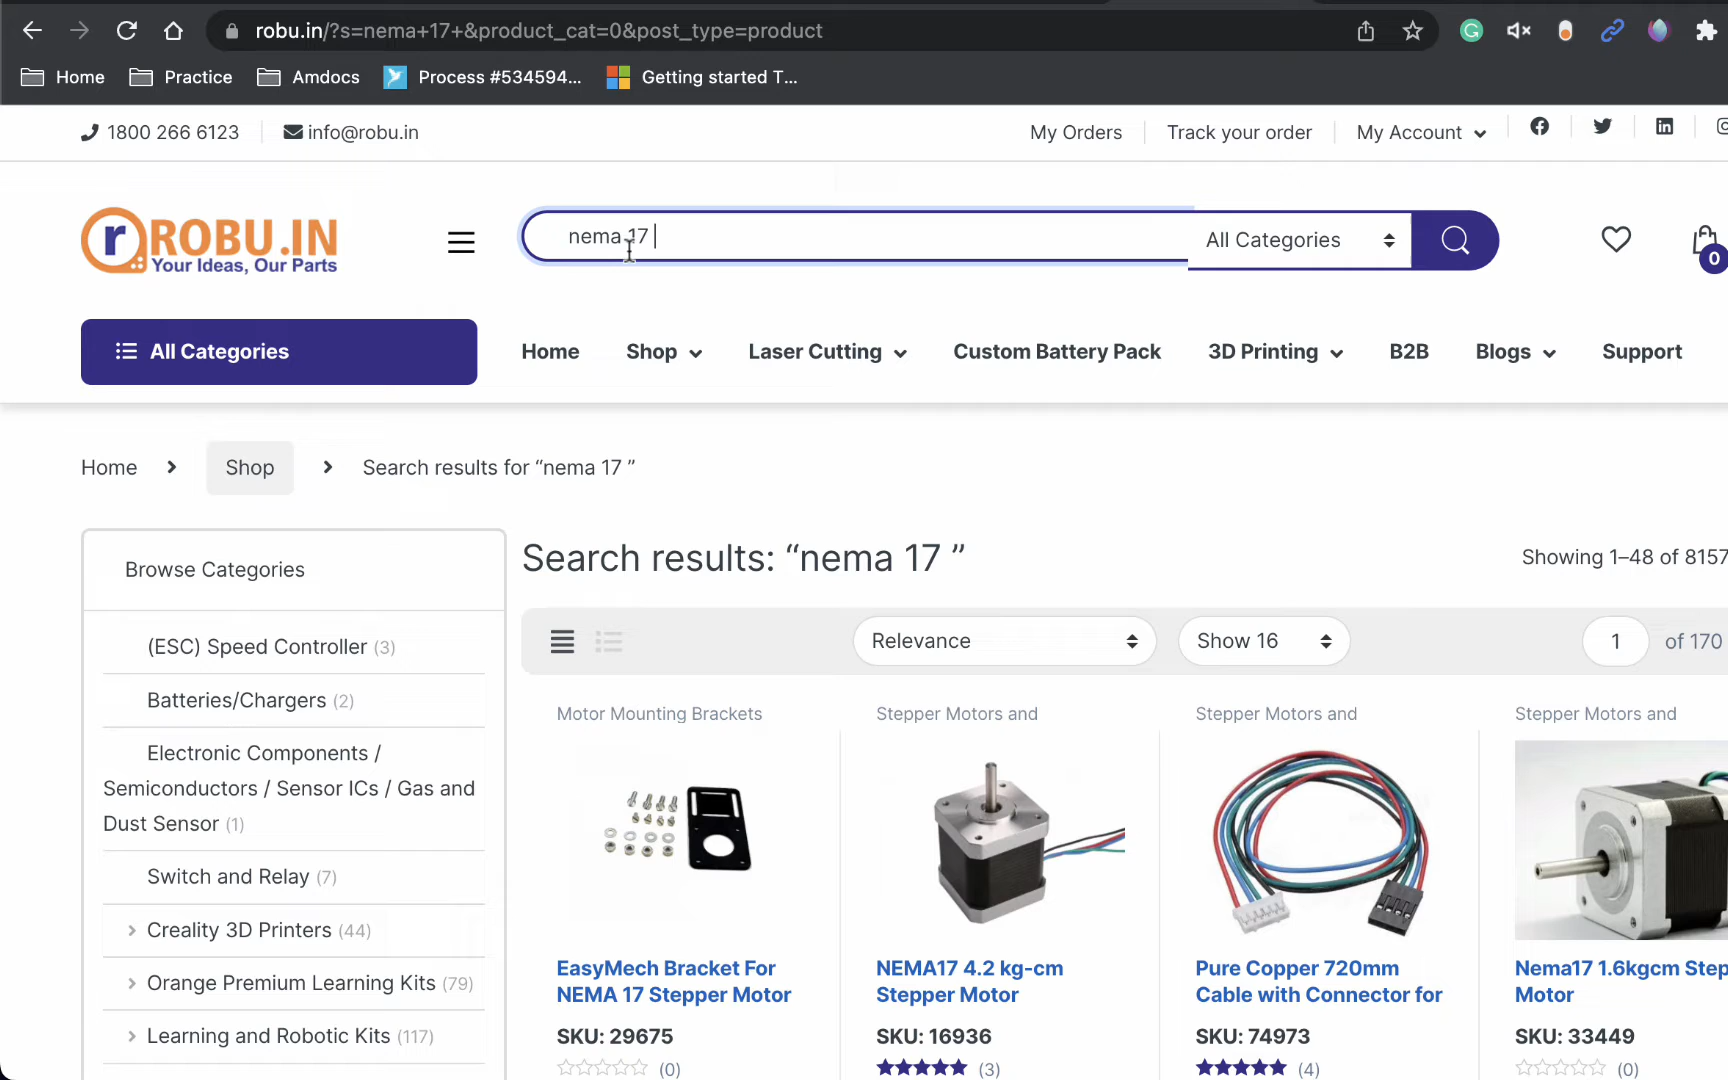 robu.in/?s=nema+17+&product_cat=0&post_type=product
Home Practice Amdocs Process #534594... Getting started T...
1800 266 6123 info@robu.in My Orders Track your order My Account
ROBU.IN
Your Ideas, Our Parts
nema 17 All Categories
0
All Categories Home Shop Laser Cutting Custom Battery Pack 3D Printing B2B Blogs Support
Home Shop Search results for “nema 17 ”
Browse Categories
(ESC) Speed Controller (3)
Batteries/Chargers (2)
Electronic Components /
Semiconductors / Sensor ICs / Gas and
Dust Sensor (1)
Switch and Relay (7)
Creality 3D Printers (44)
Orange Premium Learning Kits (79)
Learning and Robotic Kits (117)
Search results: “nema 17 ” Showing 1–48 of 8157
Relevance Show 16 1 of 170
Motor Mounting Brackets
EasyMech Bracket For
NEMA 17 Stepper Motor
SKU: 29675
(0)
Stepper Motors and
NEMA17 4.2 kg-cm
Stepper Motor
SKU: 16936
(3)
Stepper Motors and
Pure Copper 720mm
Cable with Connector for
SKU: 74973
(4)
Stepper Motors and
Nema17 1.6kgcm Step
Motor
SKU: 33449
(0)